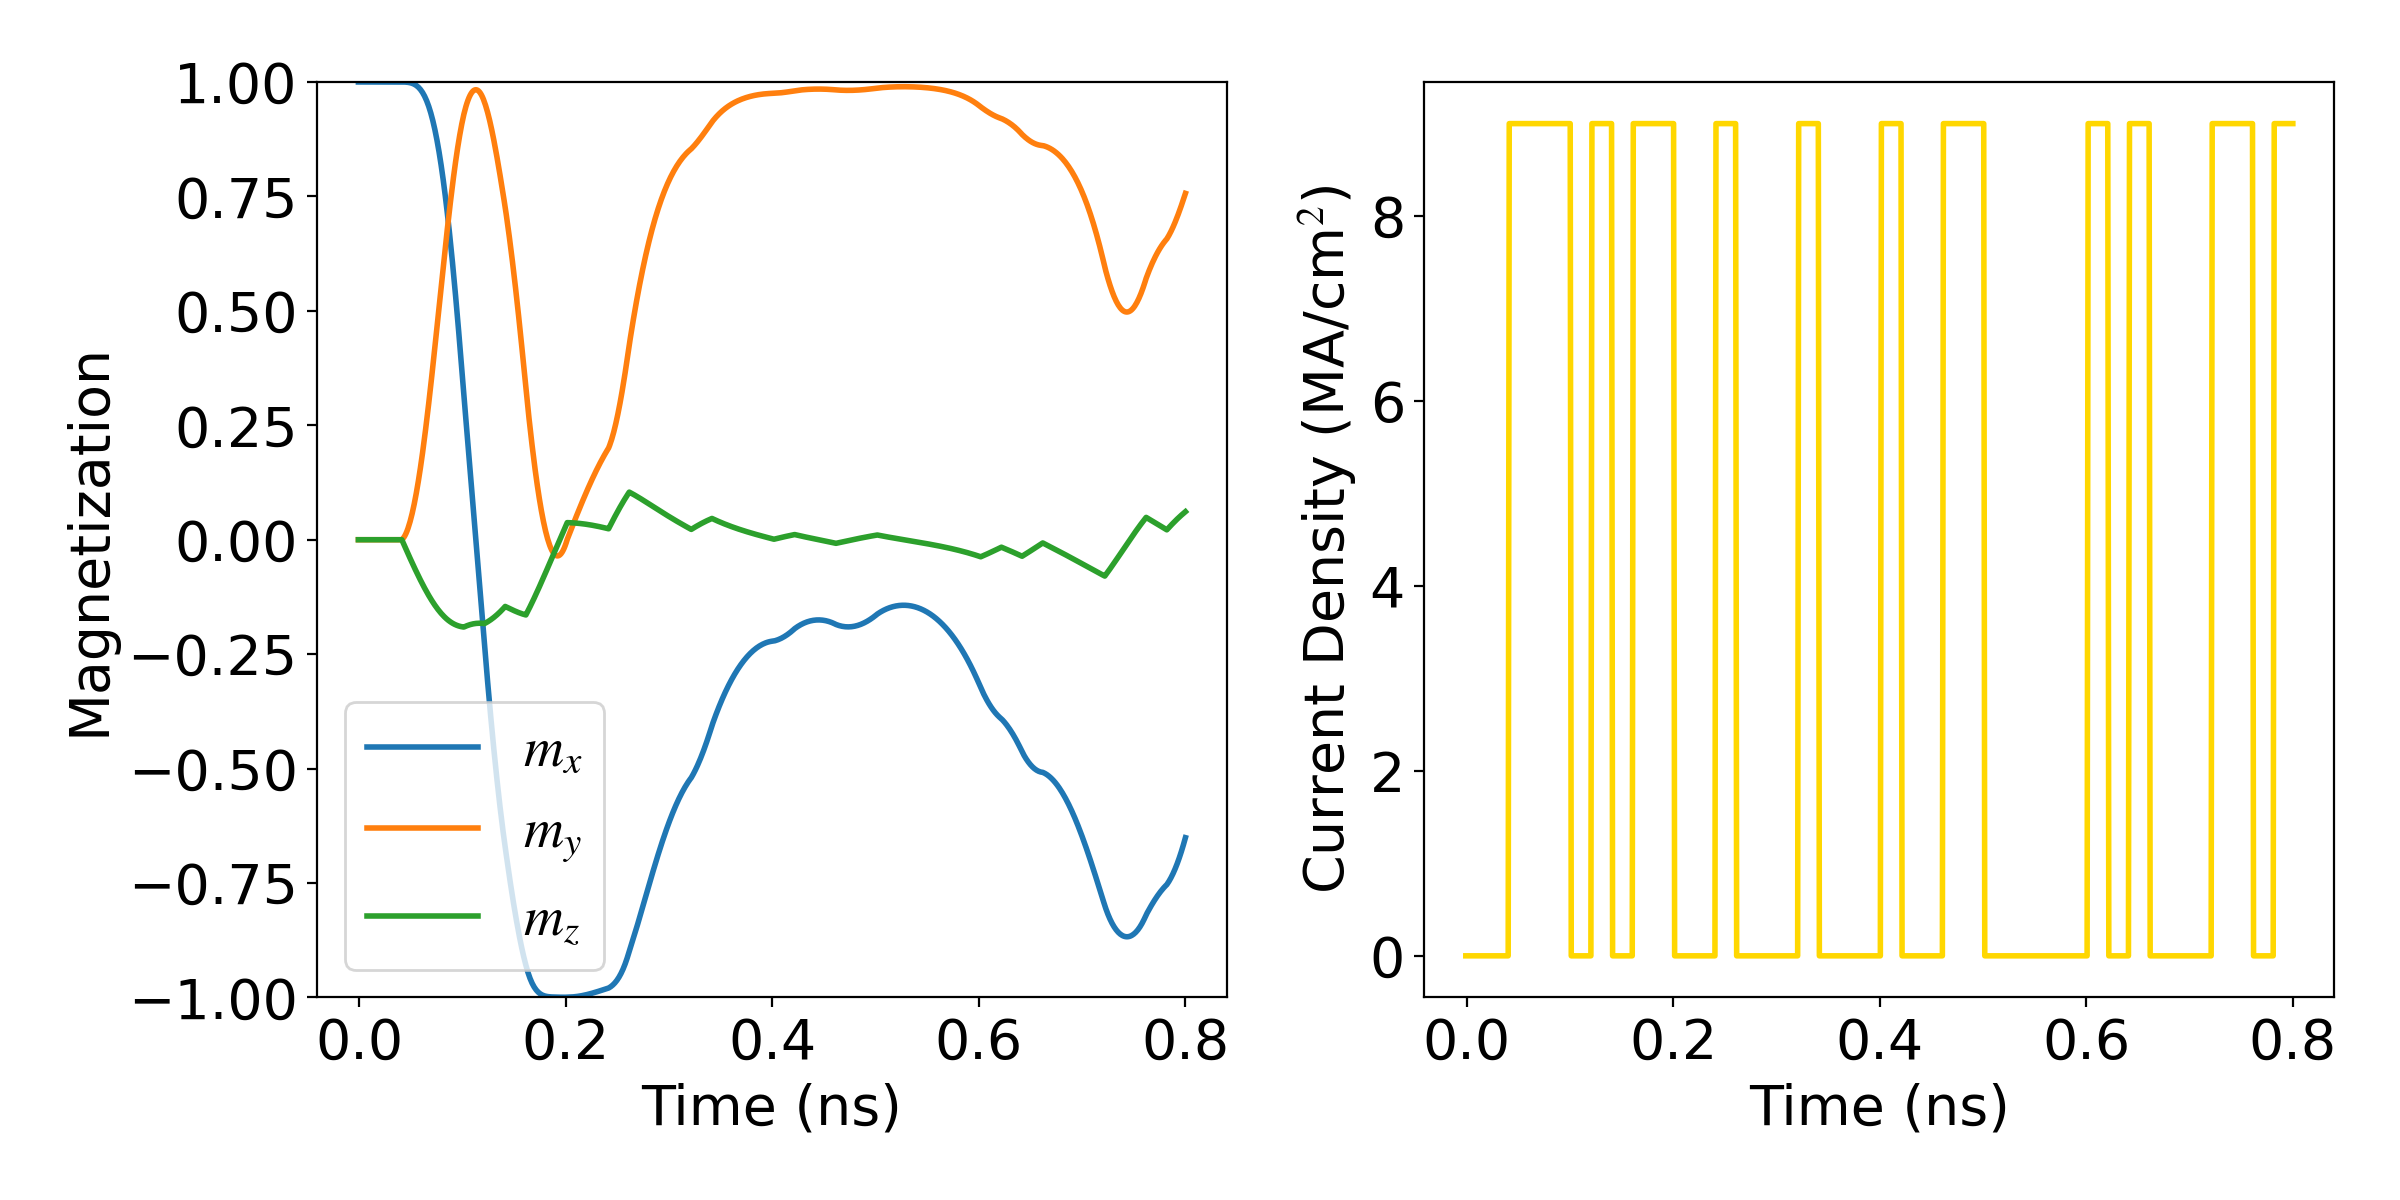 1.00
0.75
0.50
0.25
0.00
−0.25
−0.50
−0.75
−1.00
Magnetization
m_x
m_y
m_z
0.0 0.2 0.4 0.6 0.8
Time (ns)
8
6
4
2
0
Current Density (MA/cm²)
0.0 0.2 0.4 0.6 0.8
Time (ns)